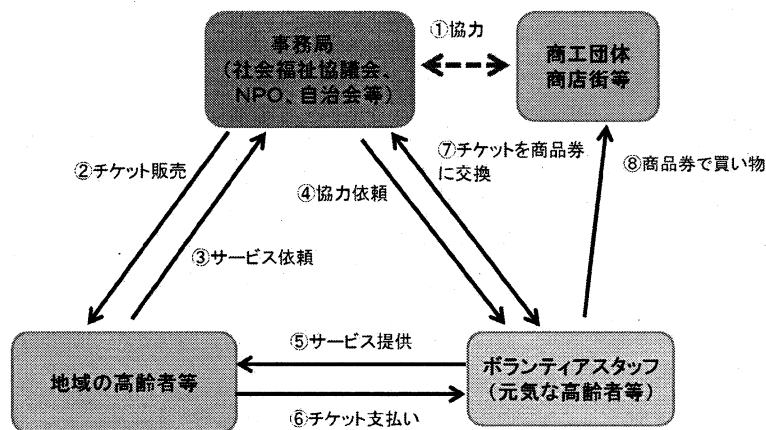 ①協力
事務局
(社会福祉協議会、
NPO、自治会等)
商工団体
商店街等
②チケット販売
③サービス依頼
④協力依頼
⑦チケットを商品券
に交換
⑧商品券で買い物
地域の高齢者等
⑤サービス提供
⑥チケット支払い
ボランティアスタッフ
(元気な高齢者等)